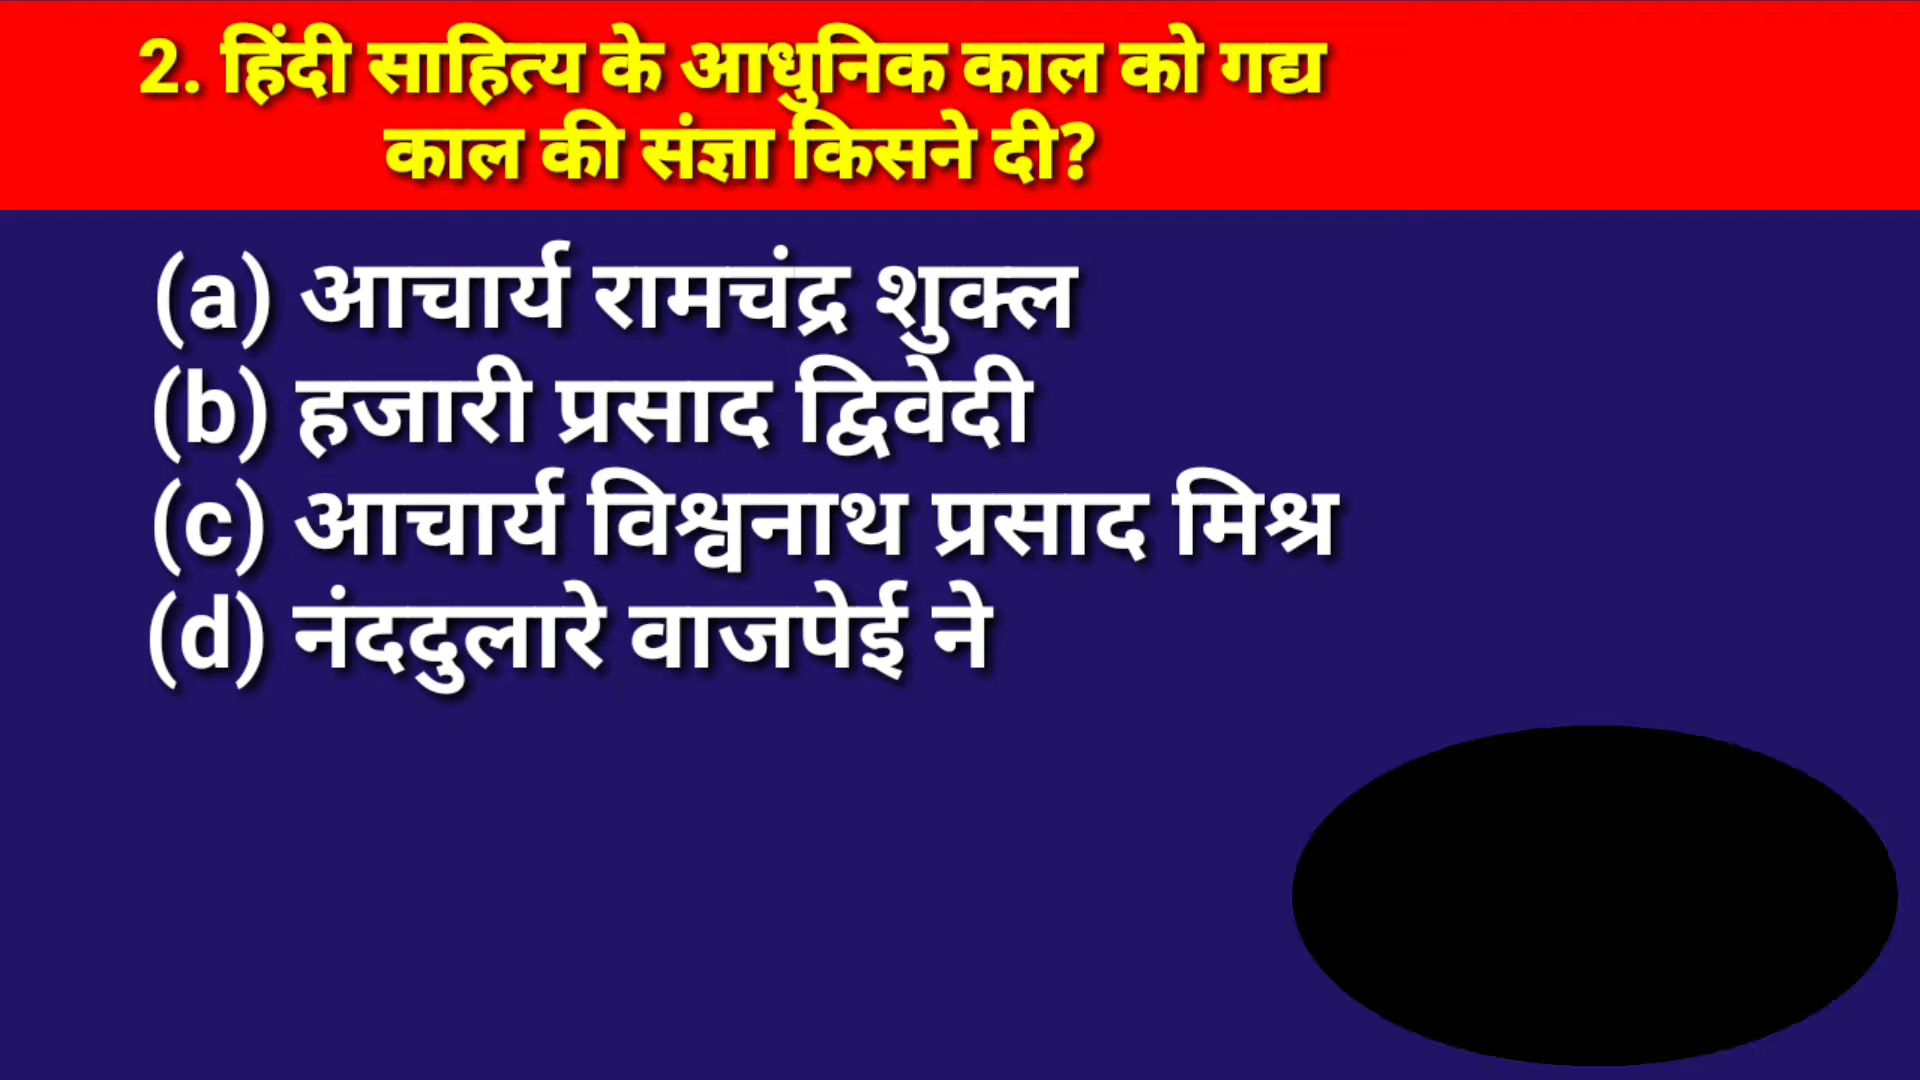 2. हिंदी साहित्य के आधुनिक काल को गद्य
काल की संज्ञा किसने दी?
(a) आचार्य रामचंद्र शुक्ल
(b) हजारी प्रसाद द्विवेदी
(c) आचार्य विश्वनाथ प्रसाद मिश्र
(d) नंददुलारे वाजपेई ने